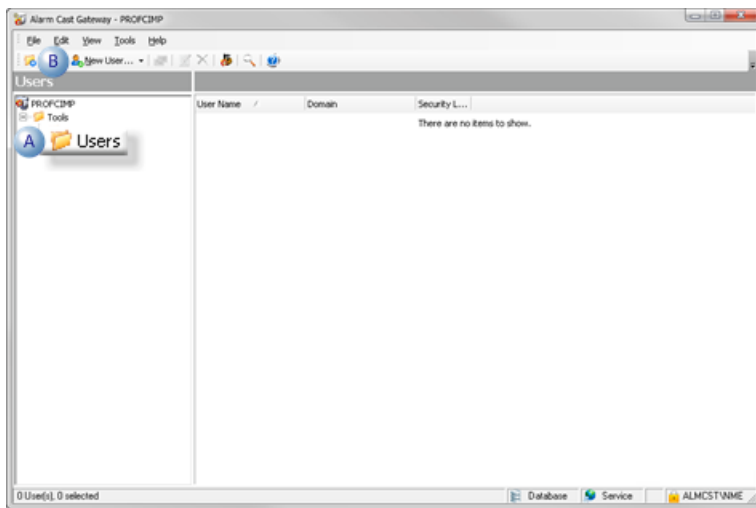 Alarm Cast Gateway - PROFCIMP
File Edit View Tools Help
B New User...
Users
PROFCIMP
Tools
A Users
User Name Domain Security L...
There are no items to show.
0 User(s), 0 selected
Database Service ALMCST\NME